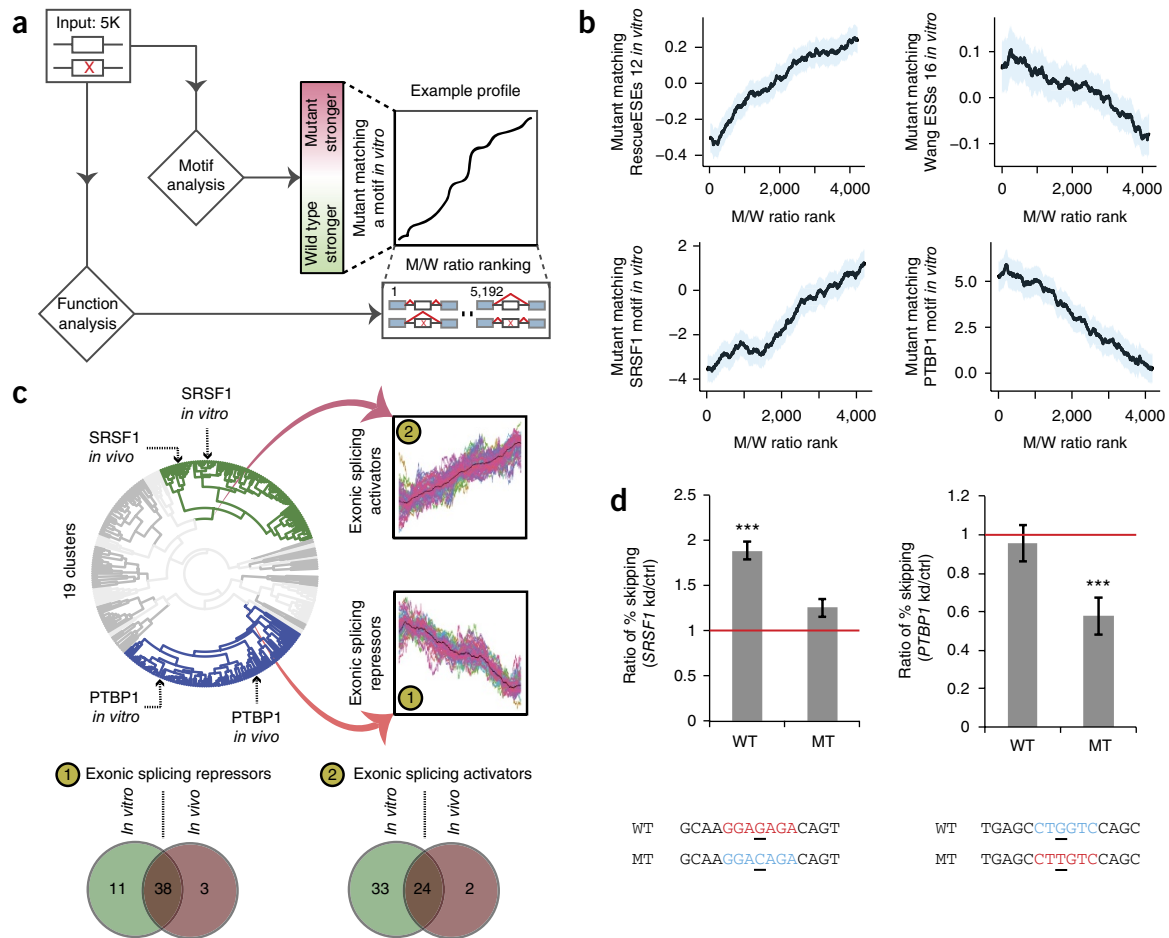 a
Input: 5K
X
Motif
analysis
Function
analysis
Mutant
stronger
Wild type
stronger
Mutant matching
a motif in vitro
Example profile
M/W ratio ranking
1
5,192
X
X
b
Mutant matching
RescueESEs 12 in vitro
0.2
0.0
−0.2
−0.4
0
2,000
4,000
M/W ratio rank
Mutant matching
Wang ESSs 16 in vitro
0.1
0.0
−0.1
0
2,000
4,000
M/W ratio rank
Mutant matching
SRSF1 motif in vitro
2
0
−2
−4
0
2,000
4,000
M/W ratio rank
Mutant matching
PTBP1 motif in vitro
5.0
2.5
0.0
0
2,000
4,000
M/W ratio rank
c
SRSF1
in vitro
SRSF1
in vivo
19 clusters
PTBP1
in vitro
PTBP1
in vivo
Exonic splicing
activators
2
Exonic splicing
repressors
1
1 Exonic splicing repressors
In vitro
In vivo
11
38
3
2 Exonic splicing activators
In vitro
In vivo
33
24
2
d
Ratio of % skipping
(SRSF1 kd/ctrl)
2.5
2
1.5
1
0.5
0
***
WT
MT
Ratio of % skipping
(PTBP1 kd/ctrl)
1.2
1
0.8
0.6
0.4
0.2
0
***
WT
MT
WT GCAAGGAGAGACAGT
MT GCAAGGACAGACAGT
WT TGAGCCTGGTCCAGC
MT TGAGCCTTGTCCAGC